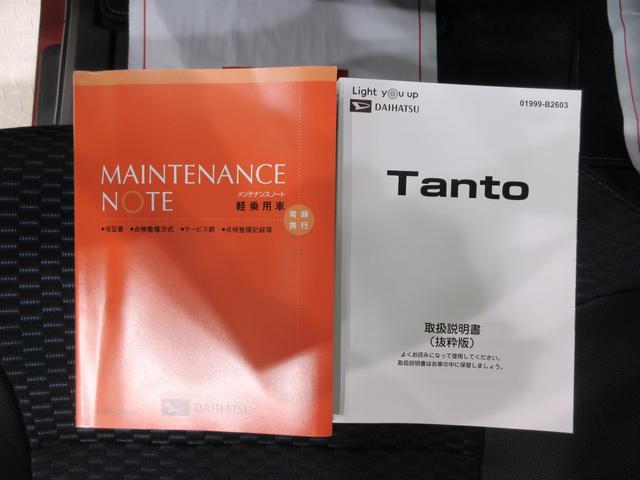 MAINTENANCE
NOTE
メンテナンスノート
軽乗用車
常時
携行
●保証書 ●点検整備方式 ●サービス網 ●点検整備記録簿
DAIHATSU
Light you up
DAIHATSU
01999-B2603
Tanto
取扱説明書
(抜粋版)
よくお読みになって使用してください。
取扱説明書はお車の中に保管しましょう。